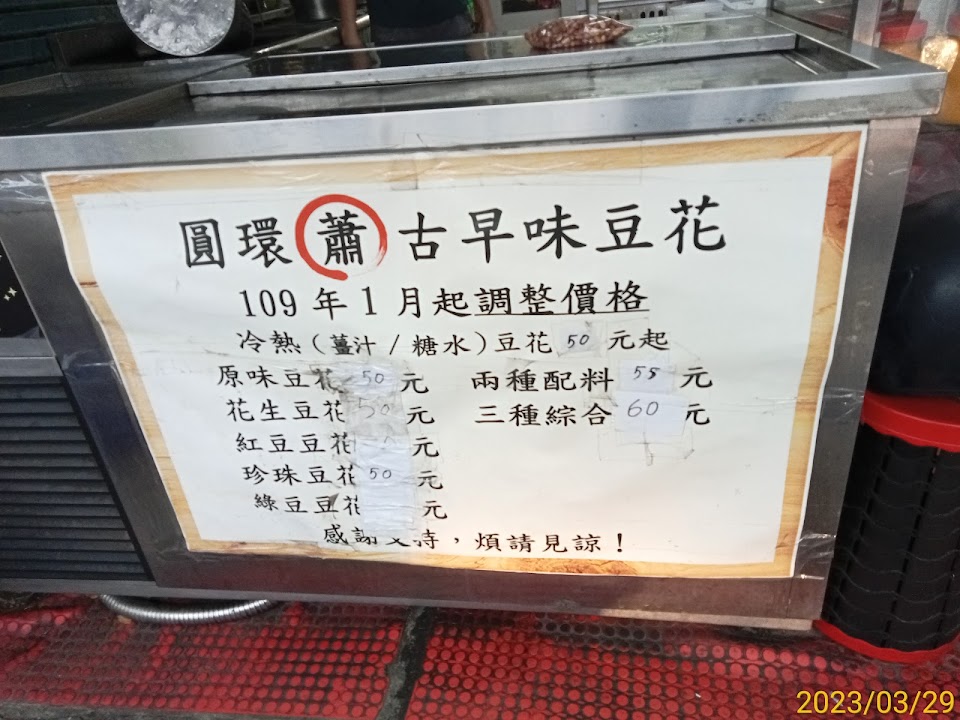 圓環 蕭 古早味豆花
109年1月起調整價格
冷熱(薑汁/糖水)豆花 50 元起
原味豆花 50 元 兩種配料 55 元
花生豆花 50 元 三種綜合 60 元
紅豆豆花 元
珍珠豆花 50 元
綠豆豆花 元
感謝支持,煩請見諒!
2023/03/29